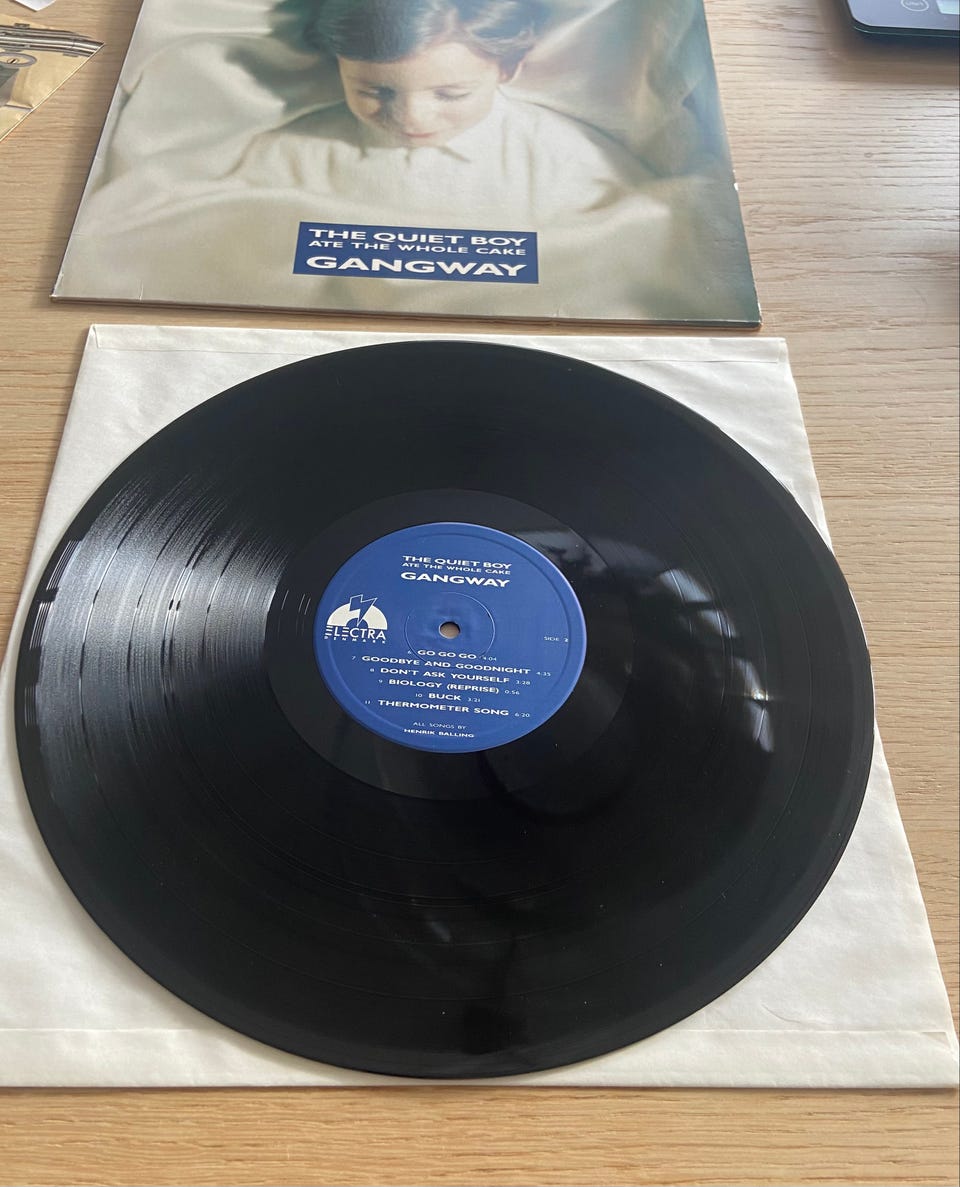 THE QUIET BOY
ATE THE WHOLE CAKE
GANGWAY
THE QUIET BOY
ATE THE WHOLE CAKE
GANGWAY
ELECTRA
DENMARK
SIDE 2
6 GO GO GO 4:04
7 GOODBYE AND GOODNIGHT 4:35
8 DON'T ASK YOURSELF 3:28
9 BIOLOGY (REPRISE) 0:56
10 BUCK 3:21
11 THERMOMETER SONG 6:20
ALL SONGS BY
HENRIK BALLING